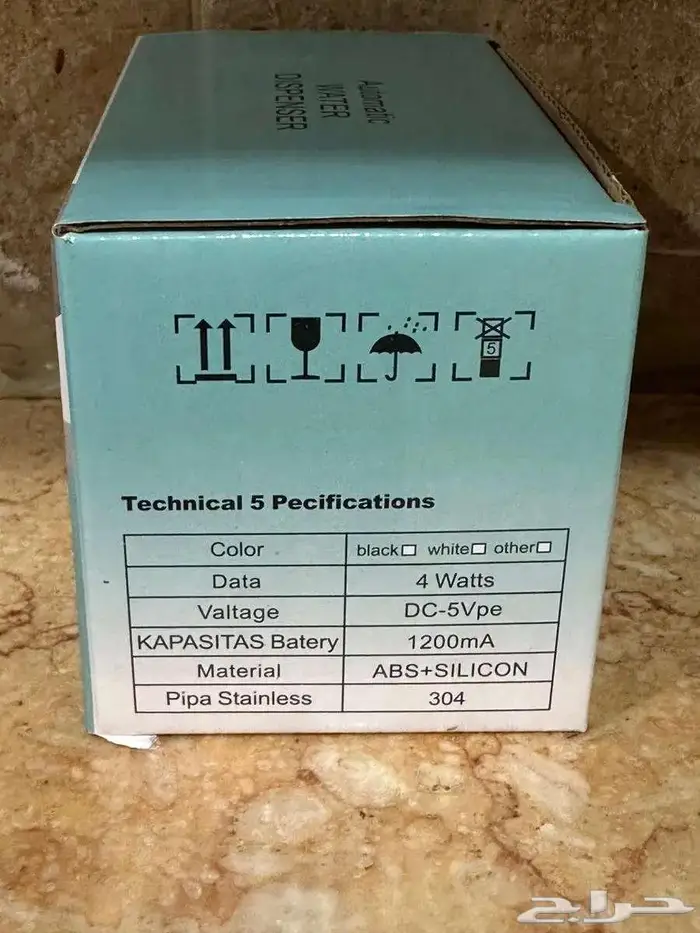 Automatic
WATER
DISPENSER
5
Technical 5 Pecifications
Color black□ white□ other□
Data 4 Watts
Valtage DC-5Vpe
KAPASITAS Batery 1200mA
Material ABS+SILICON
Pipa Stainless 304
حراج